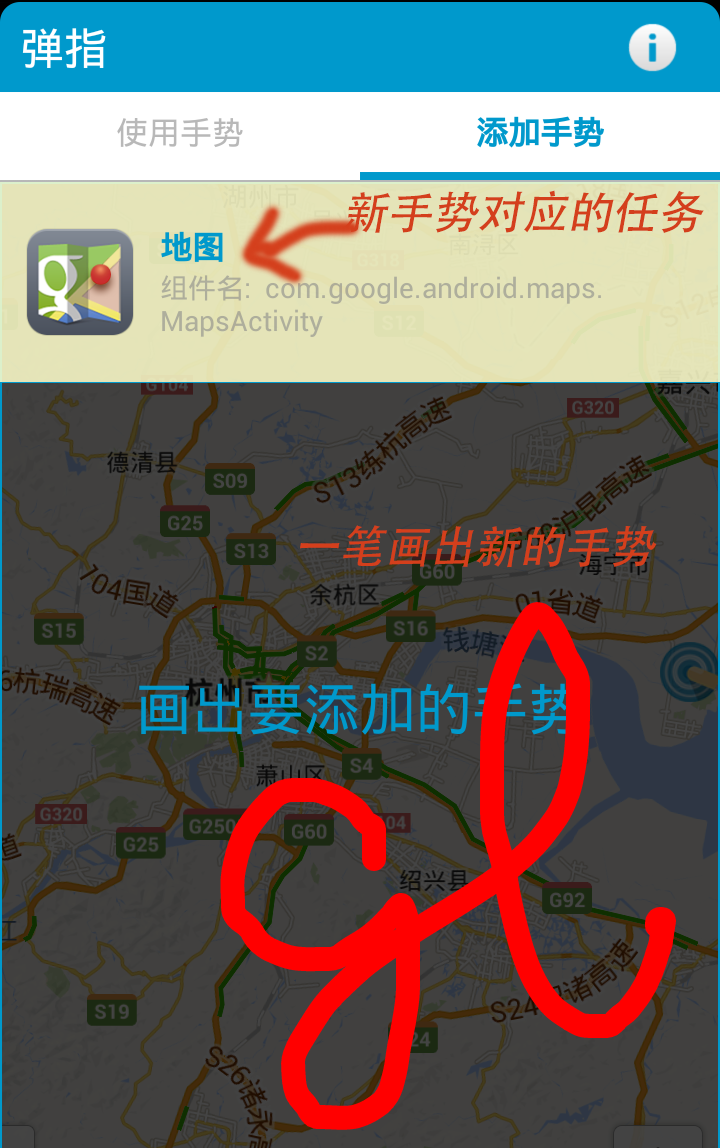 弹指
使用手势
添加手势
湖州市
新手势对应的任务
南浔区
地图
G318
组件名: com.google.android.maps.
MapsActivity
S12
G104
G320
德清县
S13练杭高速
S09
G25
沪昆高速
S13
一笔画出新的手势
G60
海宁市
704国道
余杭区
01省道
S15
S16
S2
钱塘
杭瑞高速
杭州市
画出要添加的手势
萧山区
S4
G320
G250
G60
04
G25
绍兴县
G92
gl
S24
诸高速
S19
24
S26诸永高